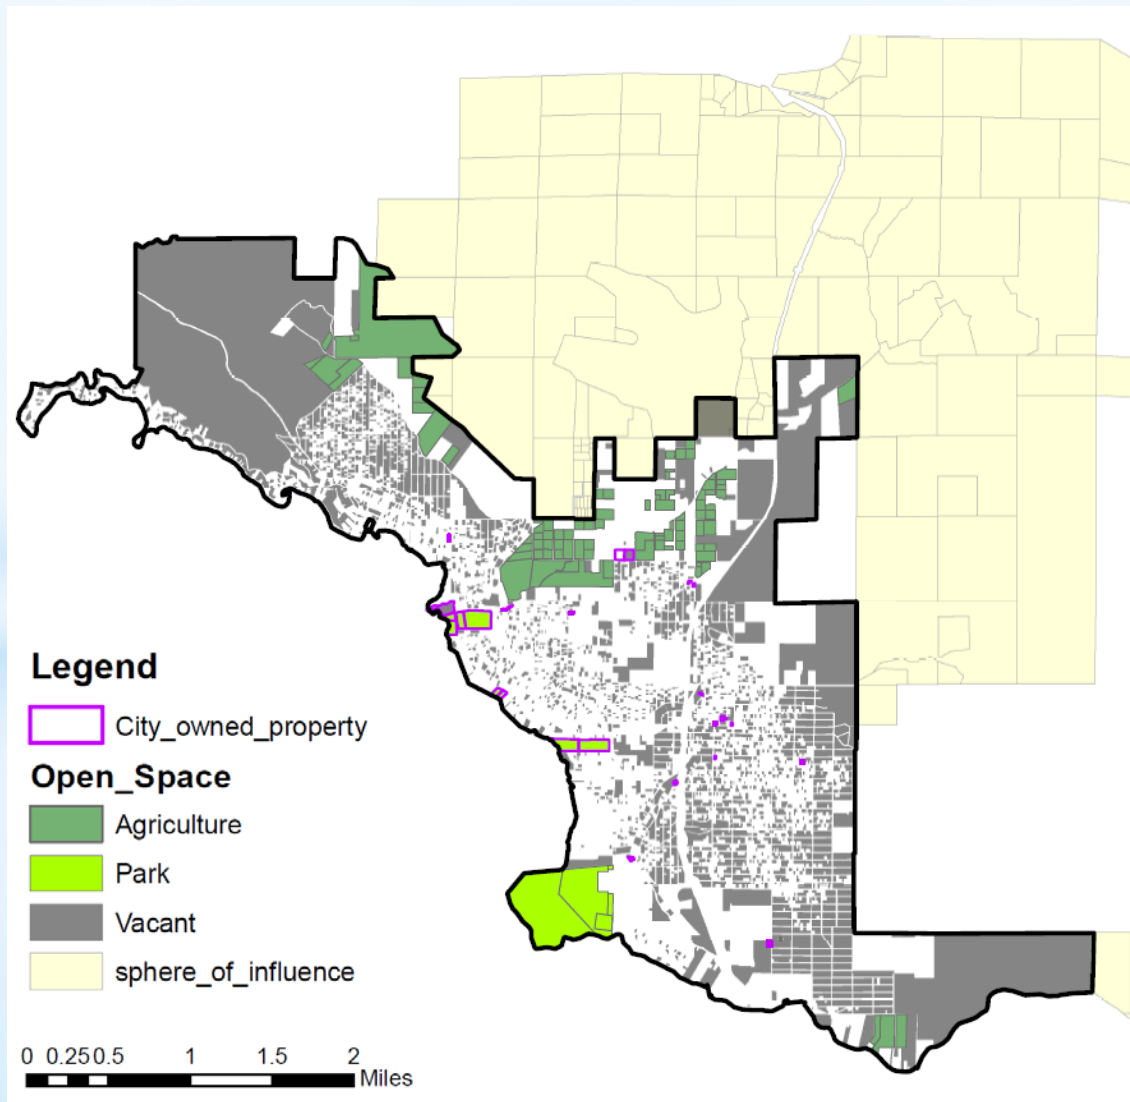 Legend
City_owned_property
Open_Space
Agriculture
Park
Vacant
sphere_of_influence
0 0.25 0.5 1 1.5 2
Miles